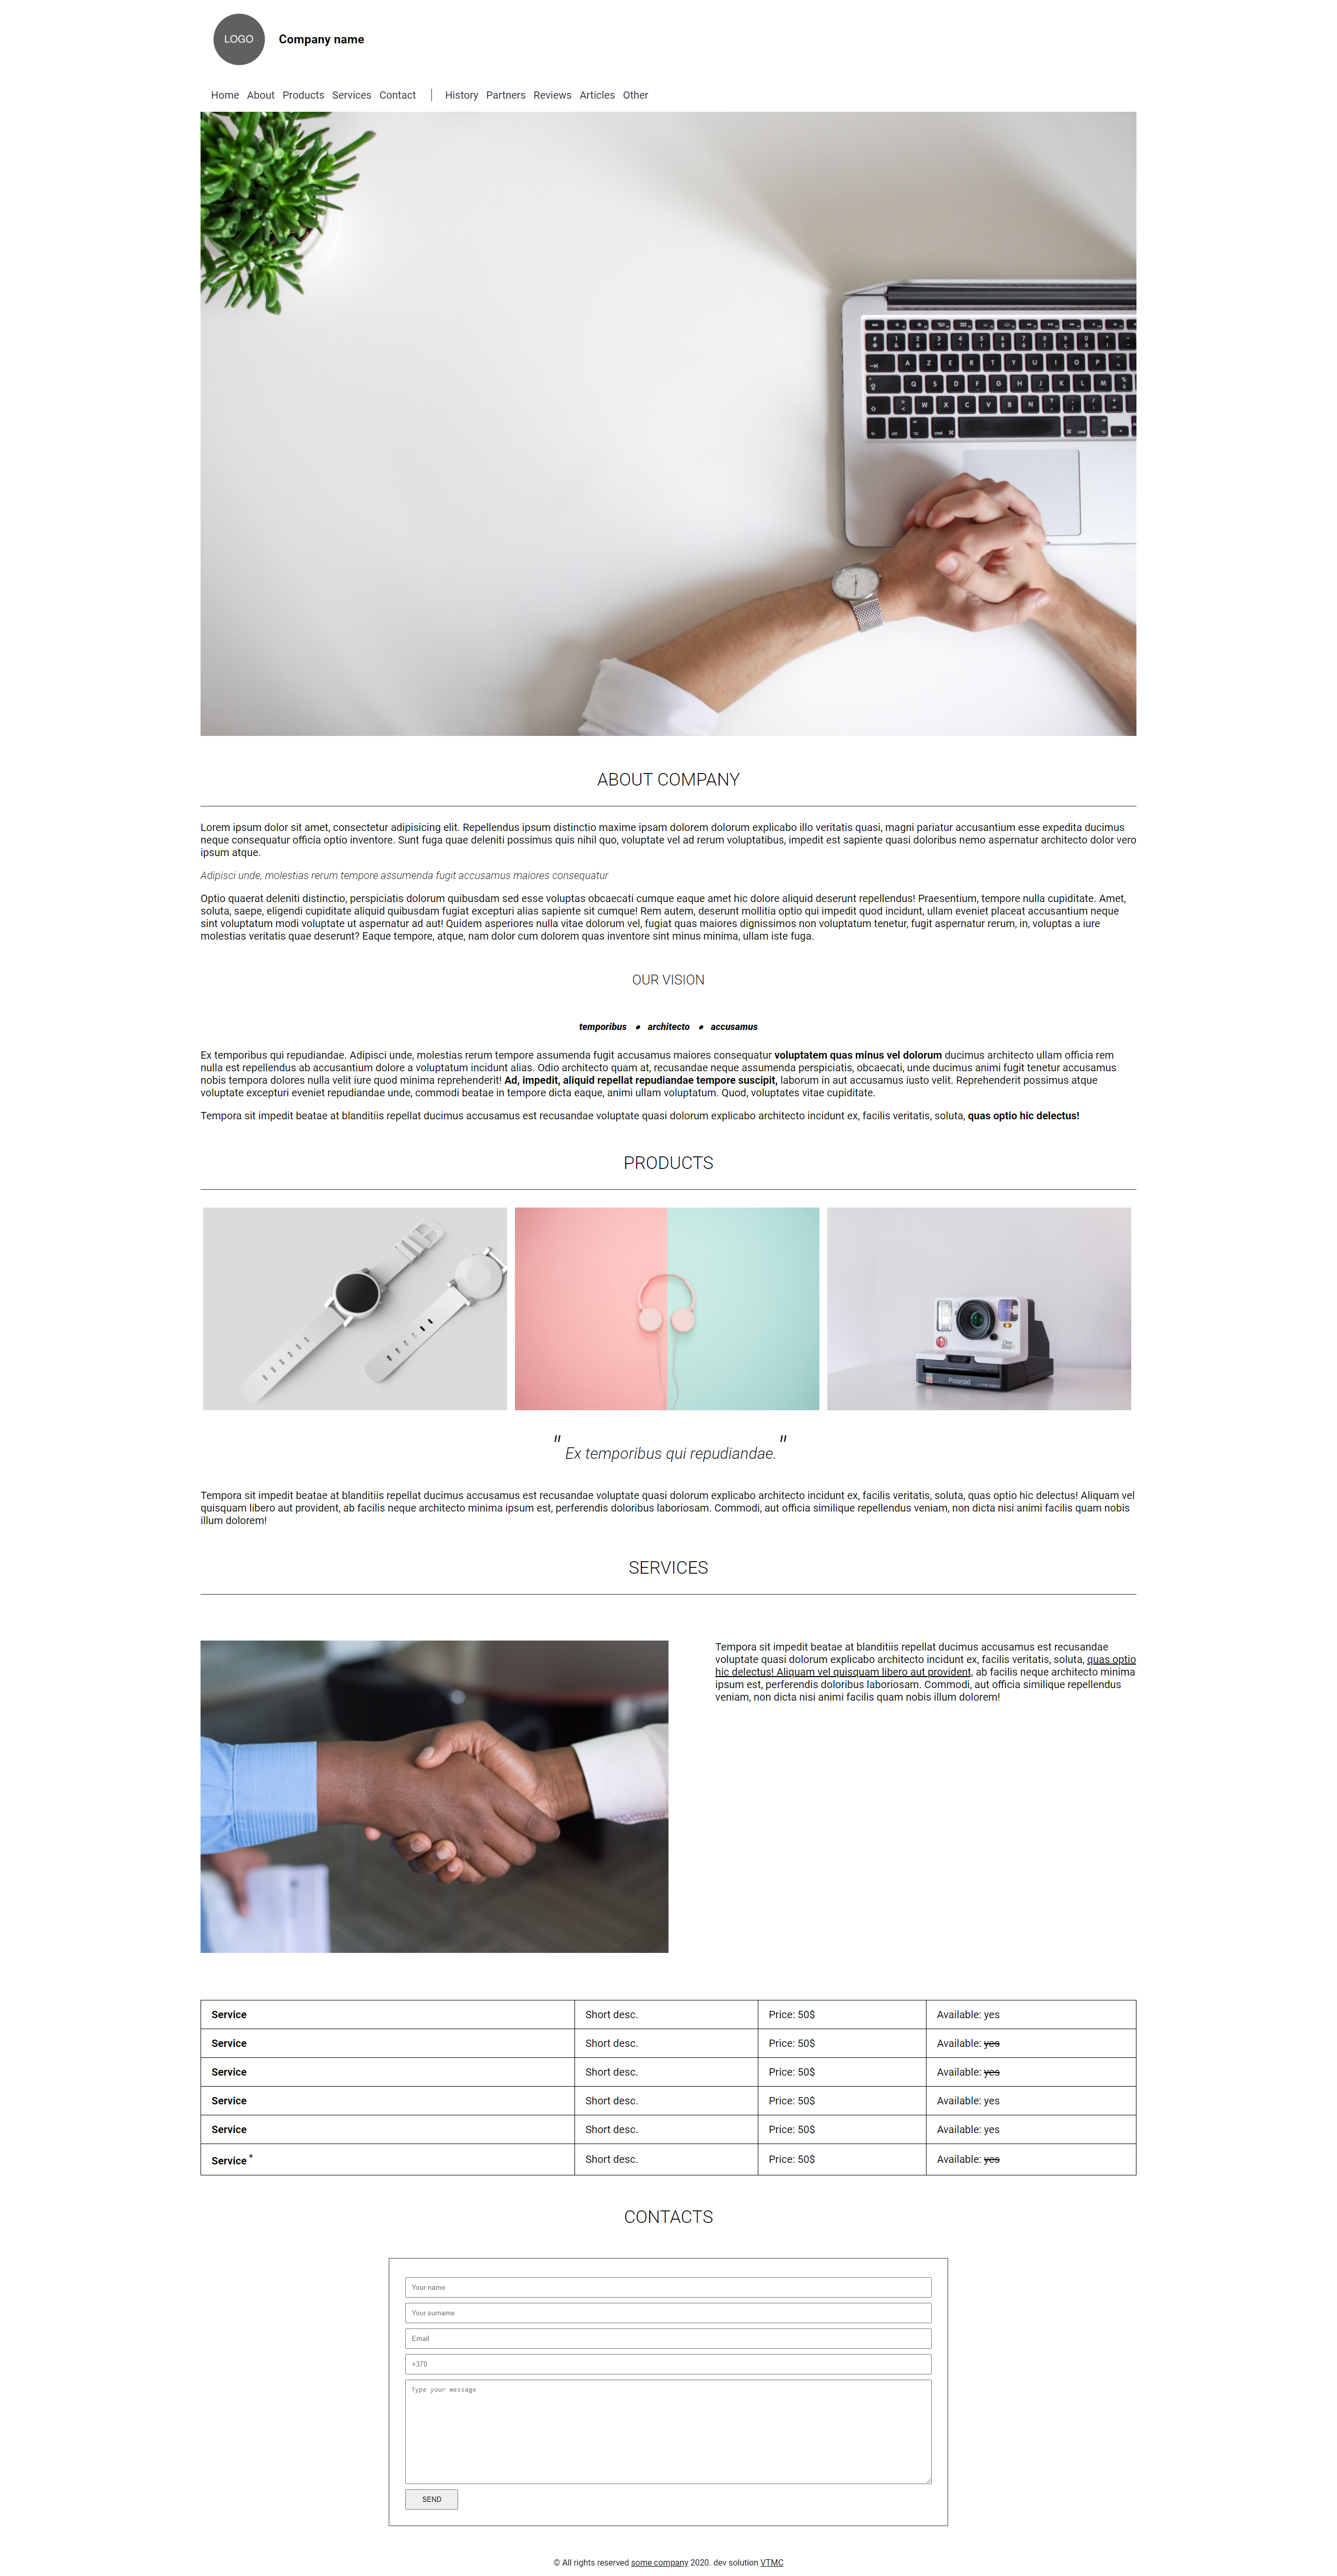 LOGO
Company name
Home About Products Services Contact | History Partners Reviews Articles Other
ABOUT COMPANY
Lorem ipsum dolor sit amet, consectetur adipisicing elit. Repellendus ipsum distinctio maxime ipsam dolorem dolorum explicabo illo veritatis quasi, magni pariatur accusantium esse expedita ducimus
neque consequatur officia optio inventore. Sunt fuga quae deleniti possimus quis nihil quo, voluptate vel ad rerum voluptatibus, impedit est sapiente quasi doloribus nemo aspernatur architecto dolor vero
ipsum atque.
Adipisci unde, molestias rerum tempore assumenda fugit accusamus maiores consequatur
Optio quaerat deleniti distinctio, perspiciatis dolorum quibusdam sed esse voluptas obcaecati cumque eaque amet hic dolore aliquid deserunt repellendus! Praesentium, tempore nulla cupiditate. Amet,
soluta, saepe, eligendi cupiditate aliquid quibusdam fugiat excepturi alias sapiente sit cumque! Rem autem, deserunt mollitia optio qui impedit quod incidunt, ullam eveniet placeat accusantium neque
sint voluptatum modi voluptate ut aspernatur ad aut! Quidem asperiores nulla vitae dolorum vel, fugiat quas maiores dignissimos non voluptatum tenetur, fugit aspernatur rerum, in, voluptas a iure
molestias veritatis quae deserunt? Eaque tempore, atque, nam dolor cum dolorem quas inventore sint minus minima, ullam iste fuga.
OUR VISION
temporibus • architecto • accusamus
Ex temporibus qui repudiandae. Adipisci unde, molestias rerum tempore assumenda fugit accusamus maiores consequatur voluptatem quas minus vel dolorum ducimus architecto ullam officia rem
nulla est repellendus ab accusantium dolore a voluptatum incidunt alias. Odio architecto quam at, recusandae neque assumenda perspiciatis, obcaecati, unde ducimus animi fugit tenetur accusamus
nobis tempora dolores nulla velit iure quod minima reprehenderit! Ad, impedit, aliquid repellat repudiandae tempore suscipit, laborum in aut accusamus iusto velit. Reprehenderit possimus atque
voluptate excepturi eveniet repudiandae unde, commodi beatae in tempore dicta eaque, animi ullam voluptatum. Quod, voluptates vitae cupiditate.
Tempora sit impedit beatae at blanditiis repellat ducimus accusamus est recusandae voluptate quasi dolorum explicabo architecto incidunt ex, facilis veritatis, soluta, quas optio hic delectus!
PRODUCTS
OneStep2
Polaroid
" Ex temporibus qui repudiandae. "
Tempora sit impedit beatae at blanditiis repellat ducimus accusamus est recusandae voluptate quasi dolorum explicabo architecto incidunt ex, facilis veritatis, soluta, quas optio hic delectus! Aliquam vel
quisquam libero aut provident, ab facilis neque architecto minima ipsum est, perferendis doloribus laboriosam. Commodi, aut officia similique repellendus veniam, non dicta nisi animi facilis quam nobis
illum dolorem!
SERVICES
Tempora sit impedit beatae at blanditiis repellat ducimus accusamus est recusandae
voluptate quasi dolorum explicabo architecto incidunt ex, facilis veritatis, soluta, quas optio
hic delectus! Aliquam vel quisquam libero aut provident, ab facilis neque architecto minima
ipsum est, perferendis doloribus laboriosam. Commodi, aut officia similique repellendus
veniam, non dicta nisi animi facilis quam nobis illum dolorem!
Service Short desc. Price: 50$ Available: yes
Service Short desc. Price: 50$ Available: yes
Service Short desc. Price: 50$ Available: yes
Service Short desc. Price: 50$ Available: yes
Service Short desc. Price: 50$ Available: yes
Service * Short desc. Price: 50$ Available: yes
CONTACTS
Your name
Your surname
Email
+370
Type your message
SEND
© All rights reserved some company 2020. dev solution VTMC